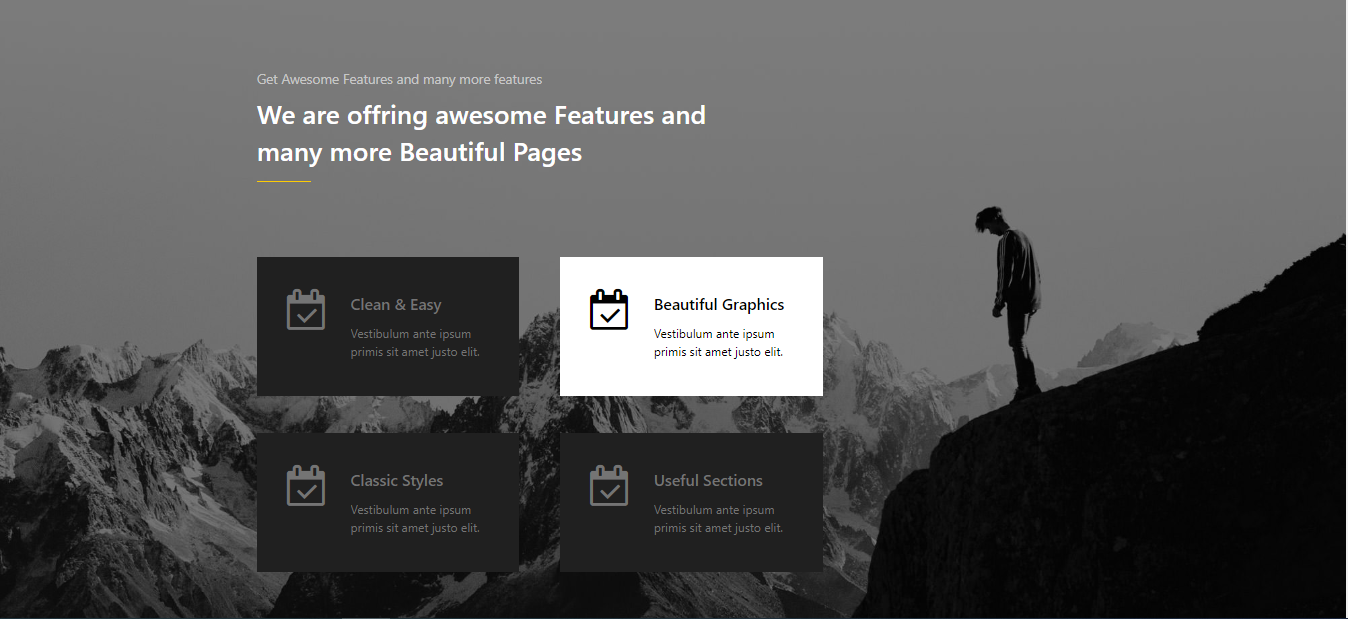 Get Awesome Features and many more features
We are offring awesome Features and
many more Beautiful Pages
Clean & Easy
Vestibulum ante ipsum
primis sit amet justo elit.
Beautiful Graphics
Vestibulum ante ipsum
primis sit amet justo elit.
Classic Styles
Vestibulum ante ipsum
primis sit amet justo elit.
Useful Sections
Vestibulum ante ipsum
primis sit amet justo elit.